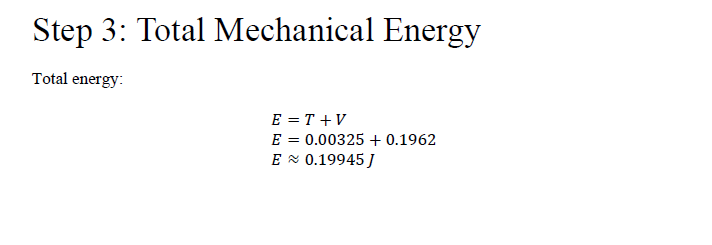 Step 3: Total Mechanical Energy
Total energy:
E = T + V
E = 0.00325 + 0.1962
E ≈ 0.19945 J